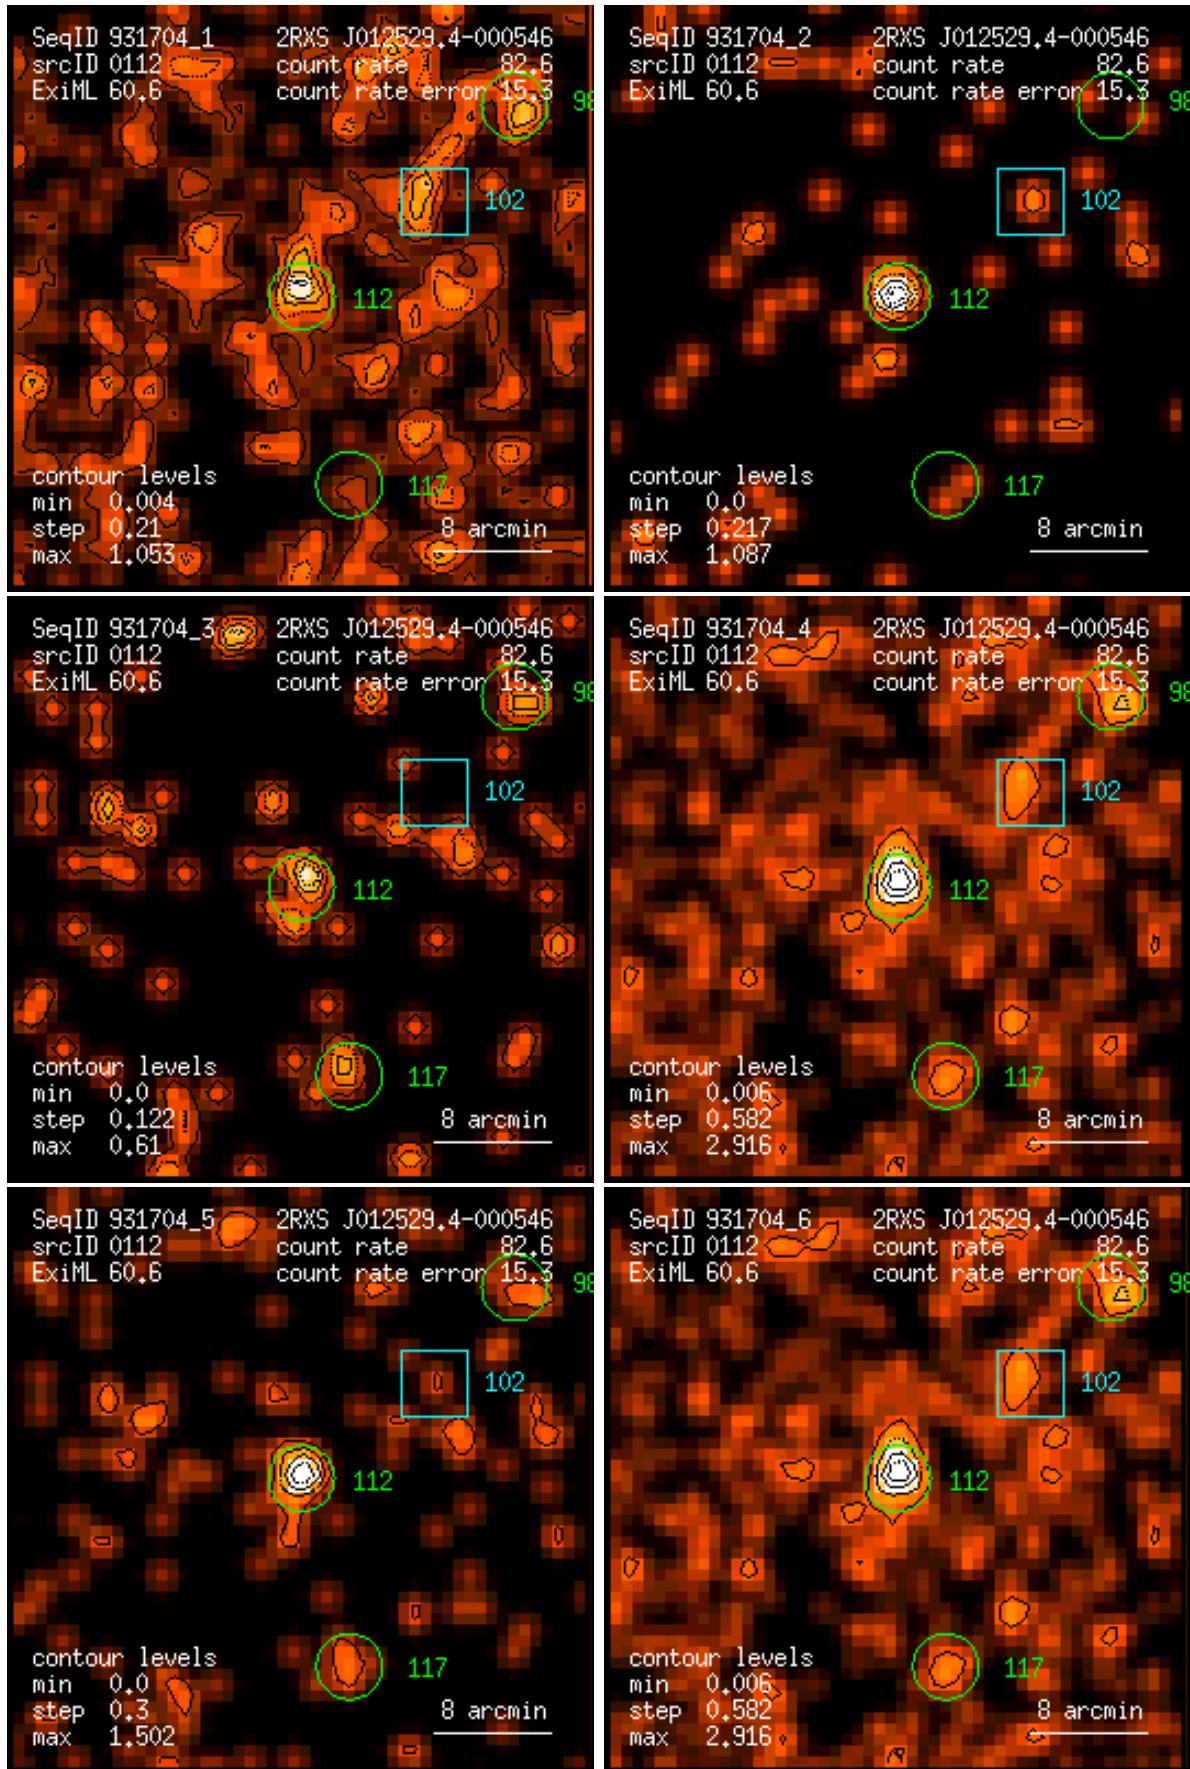 SeqID 931704_1 2RXS J012529.4-000546
srcID 0112 count rate 82.6
ExiML 60.6 count rate error 15.3
98
102
112
117
contour levels
min 0.004
step 0.21 8 arcmin
max 1.053
SeqID 931704_2 2RXS J012529.4-000546
srcID 0112 count rate 82.6
ExiML 60.6 count rate error 15.3
98
102
112
117
contour levels
min 0.0
step 0.217 8 arcmin
max 1.087
SeqID 931704_3 2RXS J012529.4-000546
srcID 0112 count rate 82.6
ExiML 60.6 count rate error 15.3
98
102
112
117
contour levels
min 0.0
step 0.122 8 arcmin
max 0.61
SeqID 931704_4 2RXS J012529.4-000546
srcID 0112 count rate 82.6
ExiML 60.6 count rate error 15.3
98
102
112
117
contour levels
min 0.006
step 0.582 8 arcmin
max 2.916
SeqID 931704_5 2RXS J012529.4-000546
srcID 0112 count rate 82.6
ExiML 60.6 count rate error 15.3
98
102
112
117
contour levels
min 0.0
step 0.3 8 arcmin
max 1.502
SeqID 931704_6 2RXS J012529.4-000546
srcID 0112 count rate 82.6
ExiML 60.6 count rate error 15.3
98
102
112
117
contour levels
min 0.006
step 0.582 8 arcmin
max 2.916